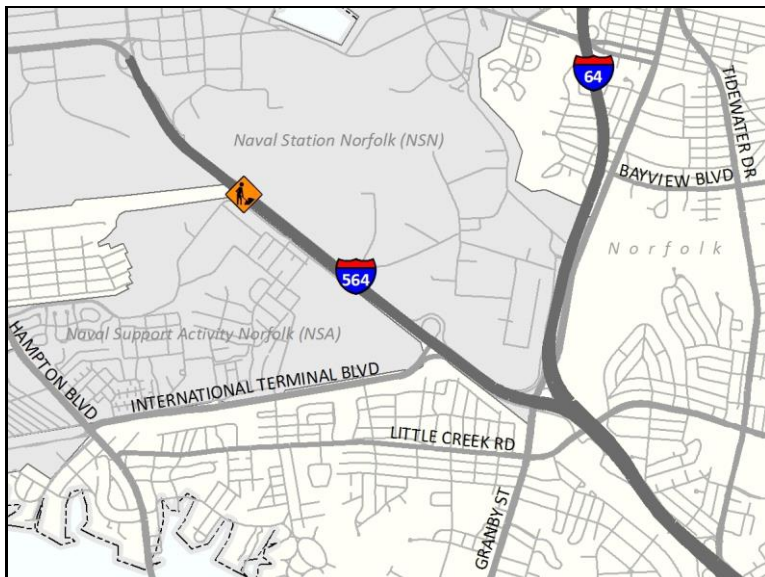 64
TIDEWATER DR
Naval Station Norfolk (NSN)
BAYVIEW BLVD
Norfolk
564
Naval Support Activity Norfolk (NSA)
HAMPTON BLVD
INTERNATIONAL TERMINAL BLVD
LITTLE CREEK RD
GRANBY ST